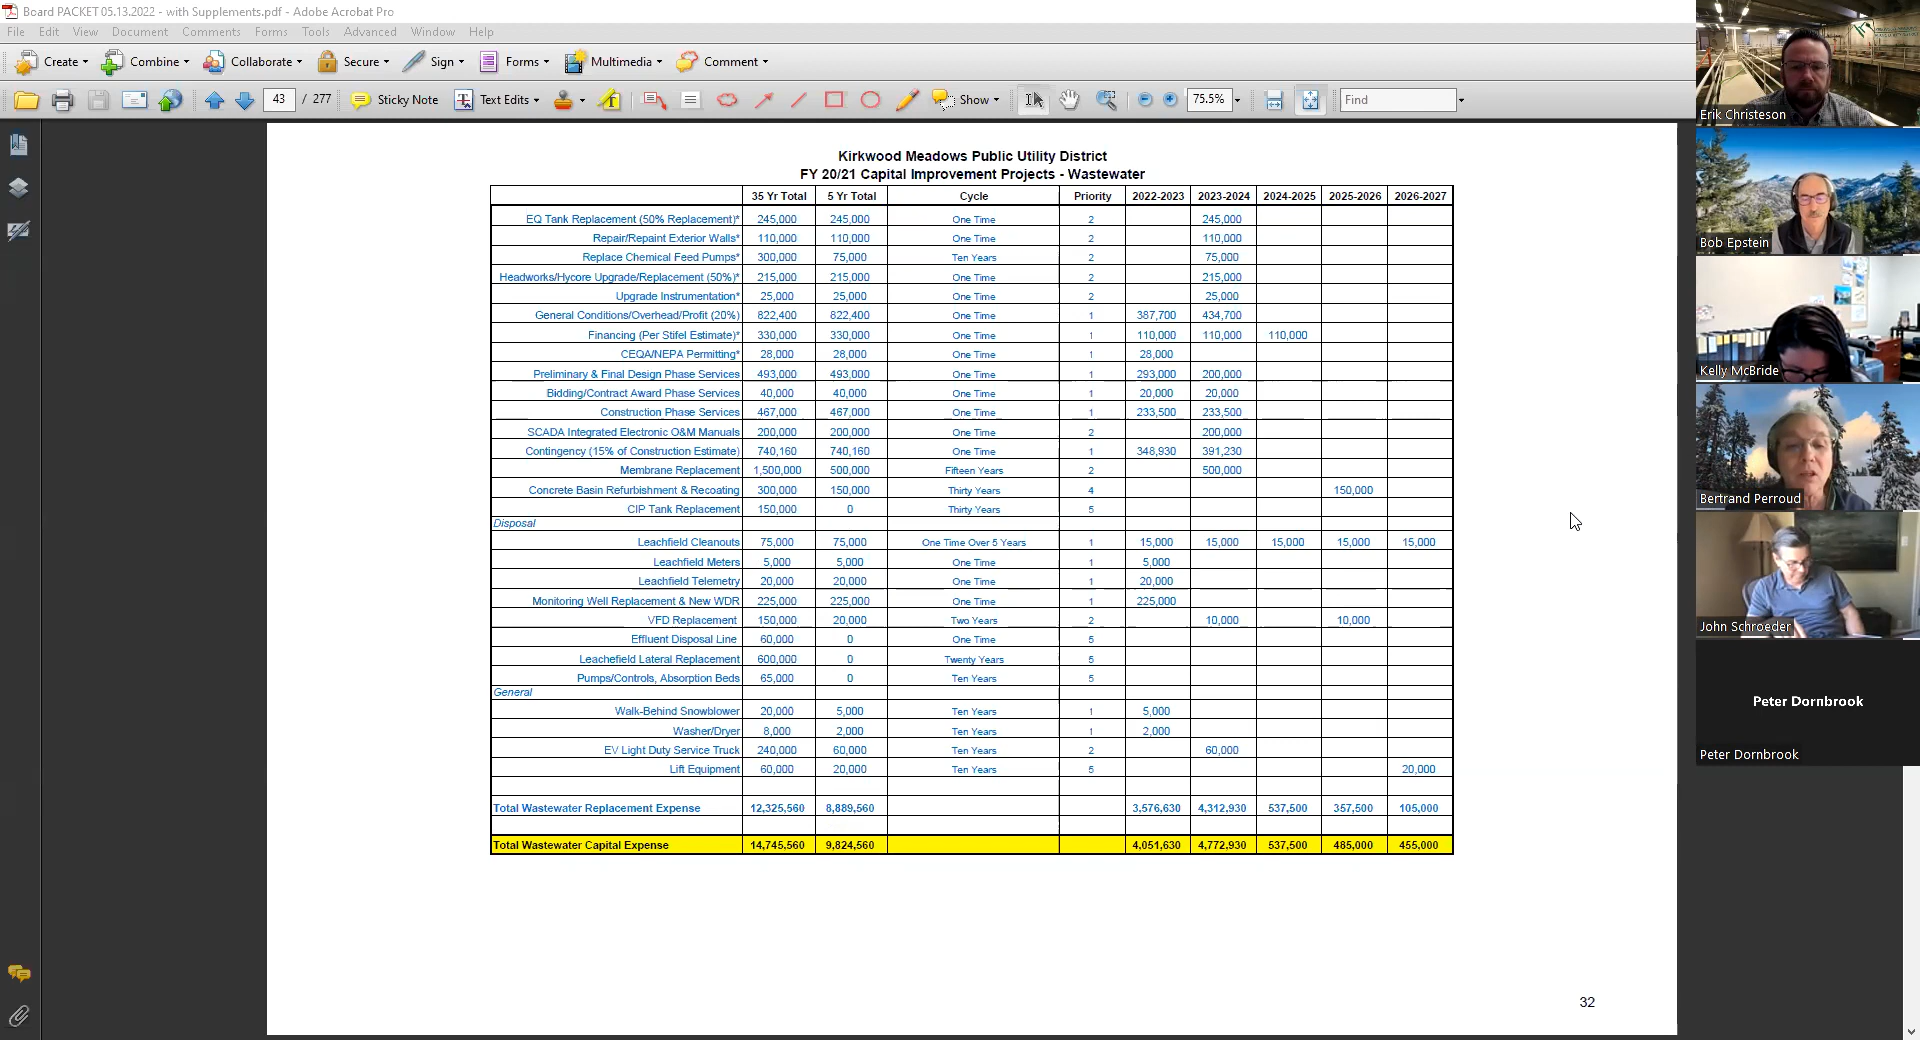 Board PACKET 05.13.2022 - with Supplements.pdf - Adobe Acrobat Pro
File Edit View Document Comments Forms Tools Advanced Window Help
Create Combine Collaborate Secure Sign Forms Multimedia Comment
43 / 277 Sticky Note Text Edits Show 75.5% Find
Kirkwood Meadows Public Utility District
FY 20/21 Capital Improvement Projects - Wastewater
35 Yr Total 5 Yr Total Cycle Priority 2022-2023 2023-2024 2024-2025 2025-2026 2026-2027
EQ Tank Replacement (50% Replacement)* 245,000 245,000 One Time 2 245,000
Repair/Repaint Exterior Walls* 110,000 110,000 One Time 2 110,000
Replace Chemical Feed Pumps* 300,000 75,000 Ten Years 2 75,000
Headworks/Hycore Upgrade/Replacement (50%)* 215,000 215,000 One Time 2 215,000
Upgrade Instrumentation* 25,000 25,000 One Time 2 25,000
General Conditions/Overhead/Profit (20%) 822,400 822,400 One Time 1 387,700 434,700
Financing (Per Stifel Estimate)* 330,000 330,000 One Time 1 110,000 110,000 110,000
CEQA/NEPA Permitting* 28,000 28,000 One Time 1 28,000
Preliminary & Final Design Phase Services 493,000 493,000 One Time 1 293,000 200,000
Bidding/Contract Award Phase Services 40,000 40,000 One Time 1 20,000 20,000
Construction Phase Services 467,000 467,000 One Time 1 233,500 233,500
SCADA Integrated Electronic O&M Manuals 200,000 200,000 One Time 2 200,000
Contingency (15% of Construction Estimate) 740,160 740,160 One Time 1 348,930 391,230
Membrane Replacement 1,500,000 500,000 Fifteen Years 2 500,000
Concrete Basin Refurbishment & Recoating 300,000 150,000 Thirty Years 4 150,000
CIP Tank Replacement 150,000 0 Thirty Years 5
Disposal
Leachfield Cleanouts 75,000 75,000 One Time Over 5 Years 1 15,000 15,000 15,000 15,000 15,000
Leachfield Meters 5,000 5,000 One Time 1 5,000
Leachfield Telemetry 20,000 20,000 One Time 1 20,000
Monitoring Well Replacement & New WDR 225,000 225,000 One Time 1 225,000
VFD Replacement 150,000 20,000 Two Years 2 10,000 10,000
Effluent Disposal Line 60,000 0 One Time 5
Leachefield Lateral Replacement 600,000 0 Twenty Years 5
Pumps/Controls, Absorption Beds 65,000 0 Ten Years 5
General
Walk-Behind Snowblower 20,000 5,000 Ten Years 1 5,000
Washer/Dryer 8,000 2,000 Ten Years 1 2,000
EV Light Duty Service Truck 240,000 60,000 Ten Years 2 60,000
Lift Equipment 60,000 20,000 Ten Years 5 20,000
Total Wastewater Replacement Expense 12,325,560 8,889,560 3,576,630 4,312,930 537,500 357,500 105,000
Total Wastewater Capital Expense 14,745,560 9,824,560 4,051,630 4,772,930 537,500 485,000 455,000
32
Erik Christeson
Bob Epstein
Kelly McBride
Bertrand Perroud
John Schroeder
Peter Dornbrook
Peter Dornbrook